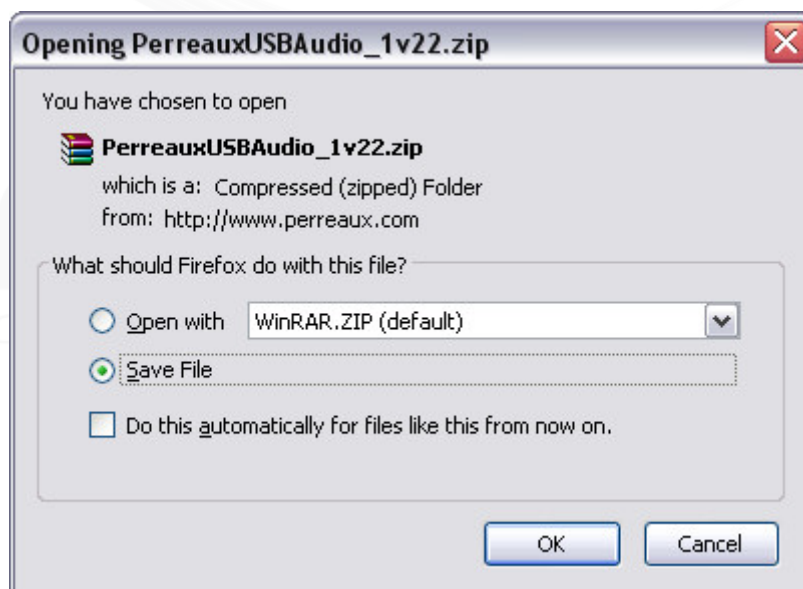 Opening PerreauxUSBAudio_1v22.zip
You have chosen to open
PerreauxUSBAudio_1v22.zip
which is a: Compressed (zipped) Folder
from: http://www.perreaux.com
What should Firefox do with this file?
Open with WinRAR.ZIP (default)
Save File
Do this automatically for files like this from now on.
OK Cancel